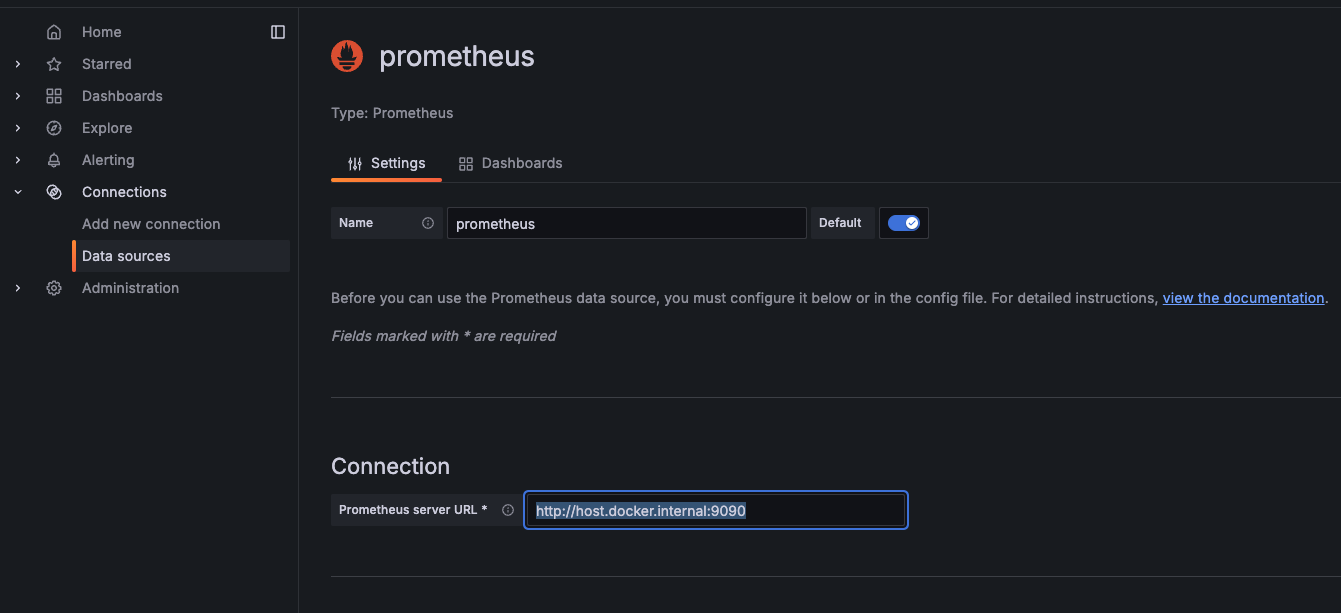 Home
Starred
Dashboards
Explore
Alerting
Connections
Add new connection
Data sources
Administration
prometheus
Type: Prometheus
Settings Dashboards
Name prometheus Default
Before you can use the Prometheus data source, you must configure it below or in the config file. For detailed instructions, view the documentation.
Fields marked with * are required
Connection
Prometheus server URL * http://host.docker.internal:9090